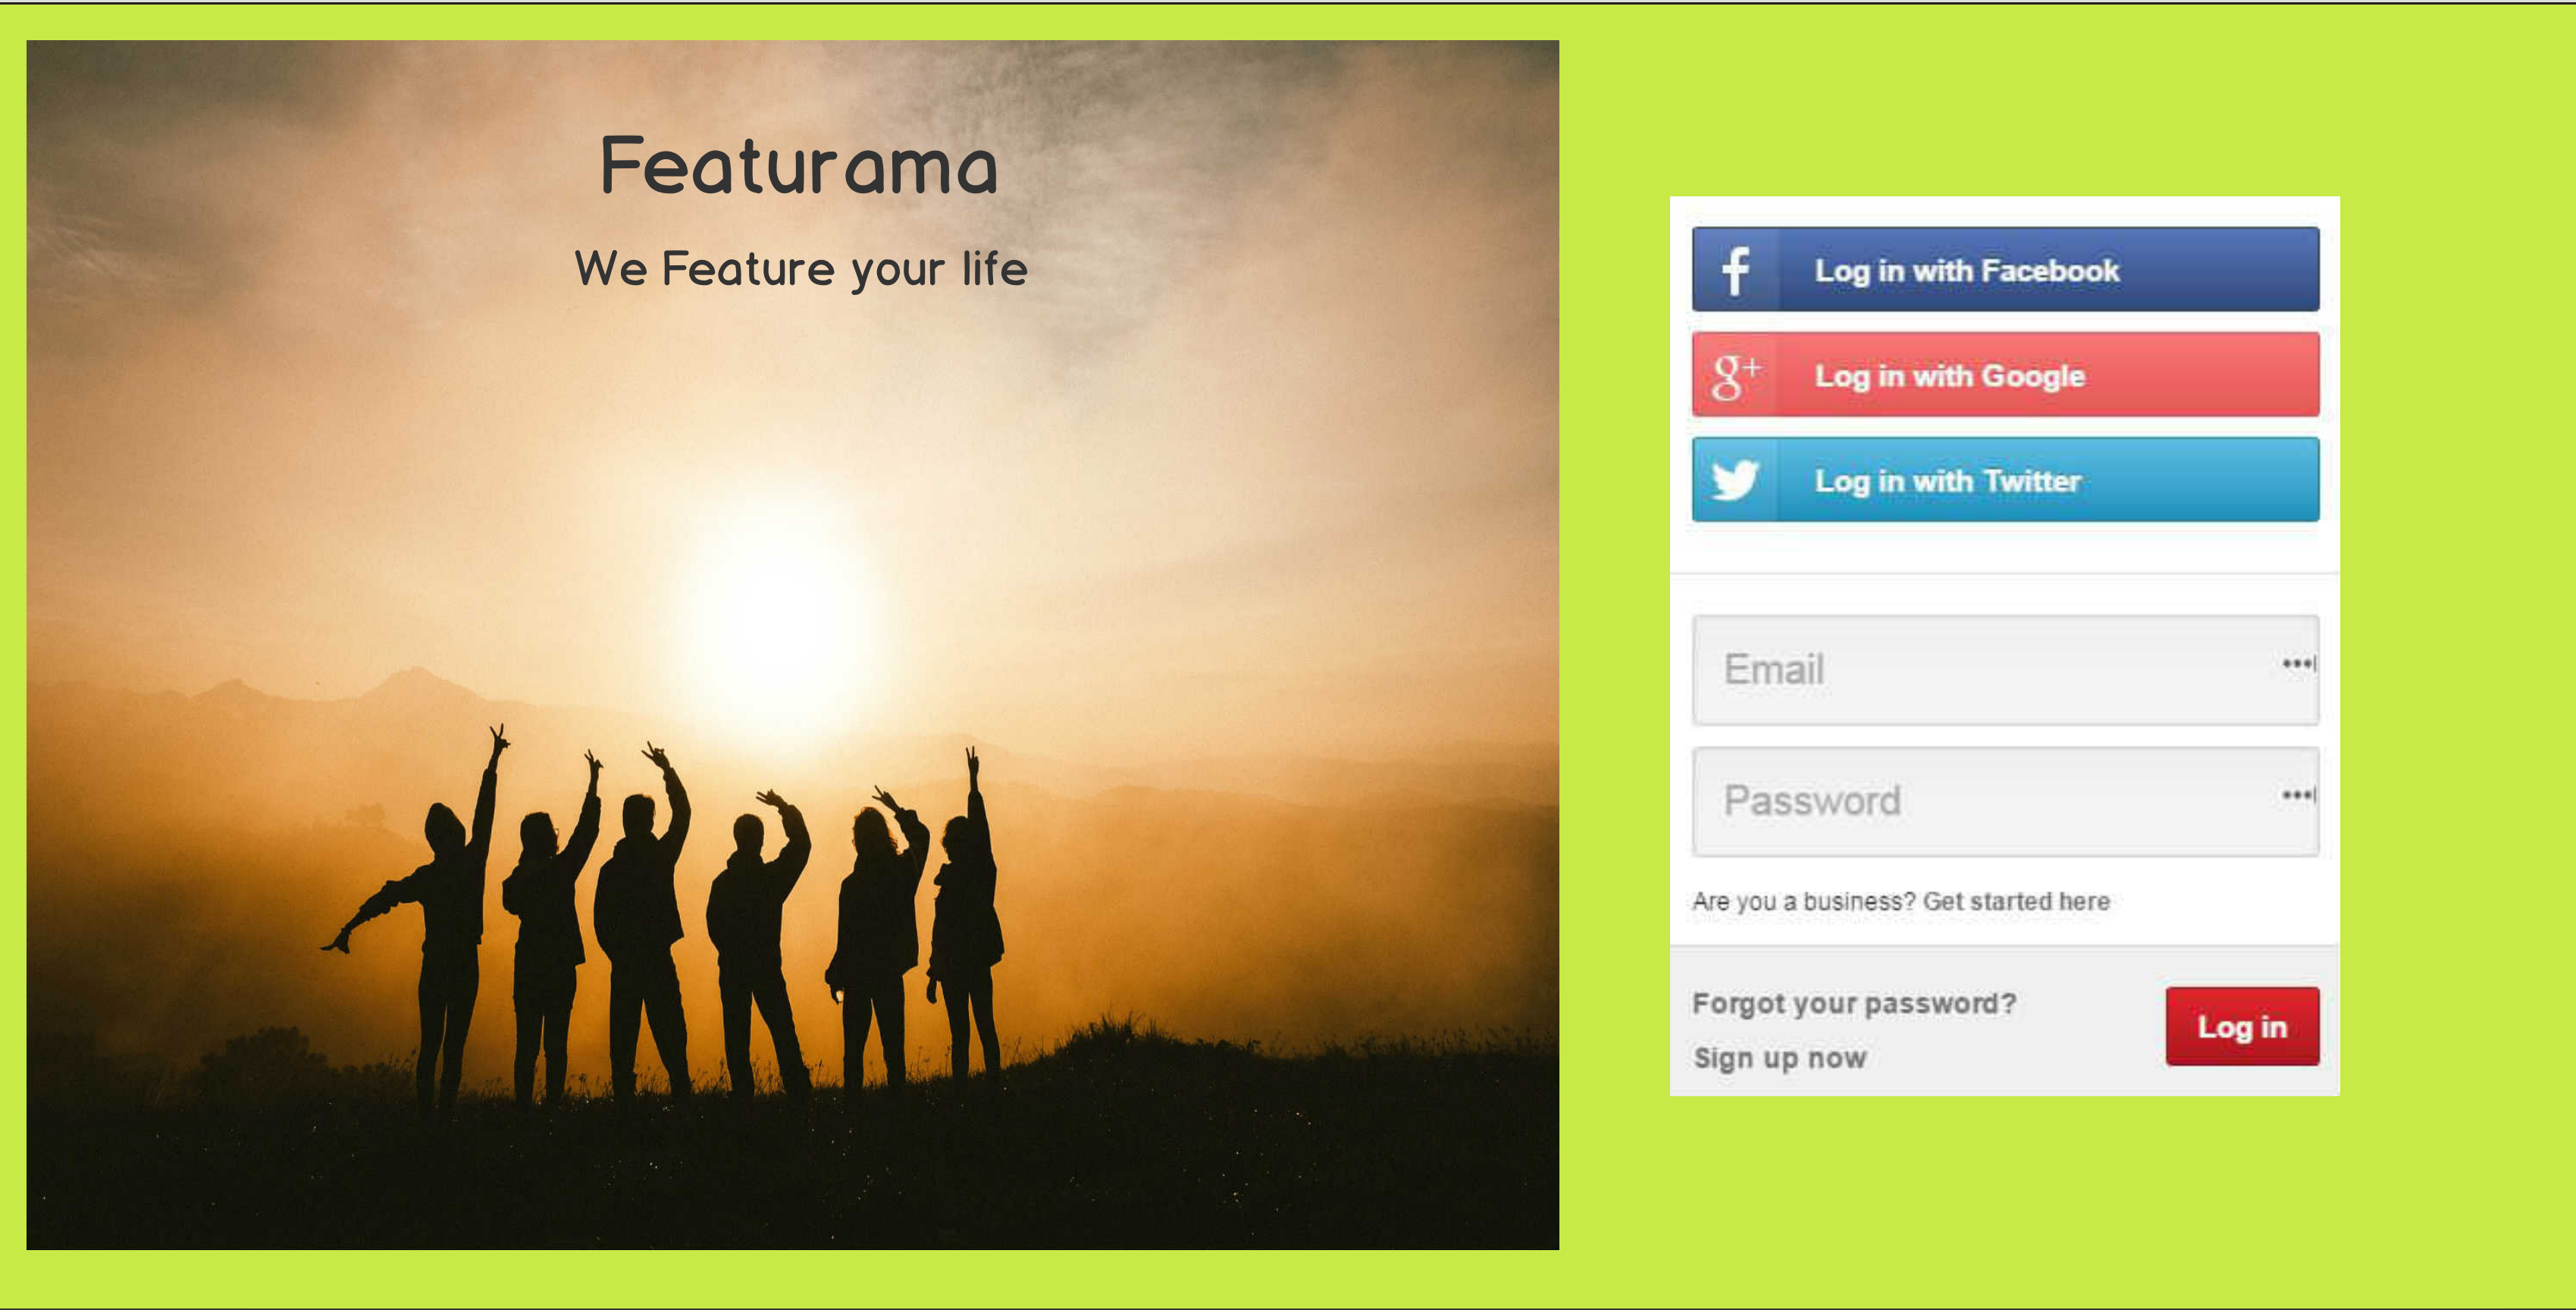 Featurama
We Feature your life
f Log in with Facebook
g+ Log in with Google
Log in with Twitter
Email
Password
Are you a business? Get started here
Forgot your password?
Log in
Sign up now